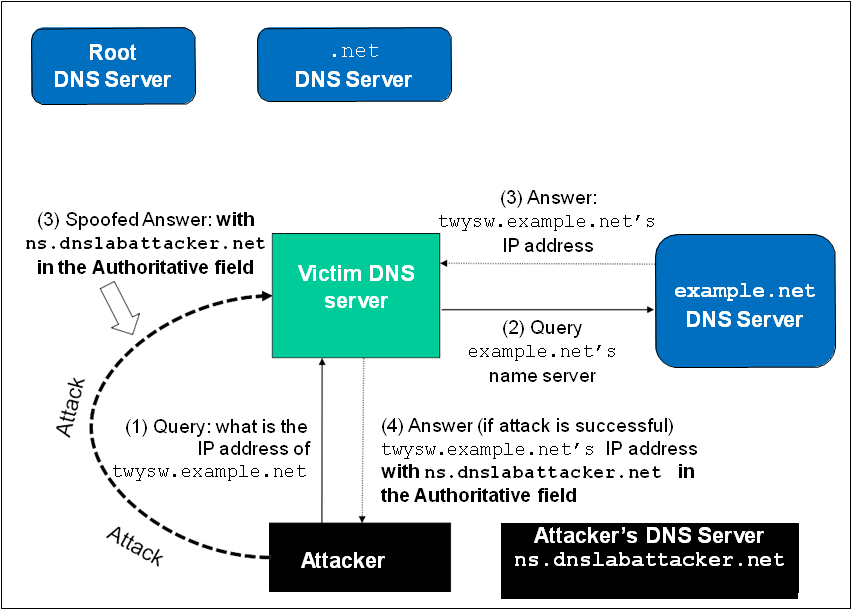 Root
DNS Server
.net
DNS Server
(3) Spoofed Answer: with
ns.dnslabattacker.net
in the Authoritative field
(3) Answer:
twysw.example.net’s
IP address
Victim DNS
server
example.net
DNS Server
(2) Query
example.net’s
name server
Attack
(1) Query: what is the
IP address of
twysw.example.net
(4) Answer (if attack is successful)
twysw.example.net’s IP address
with ns.dnslabattacker.net in
the Authoritative field
Attack
Attacker
Attacker’s DNS Server
ns.dnslabattacker.net